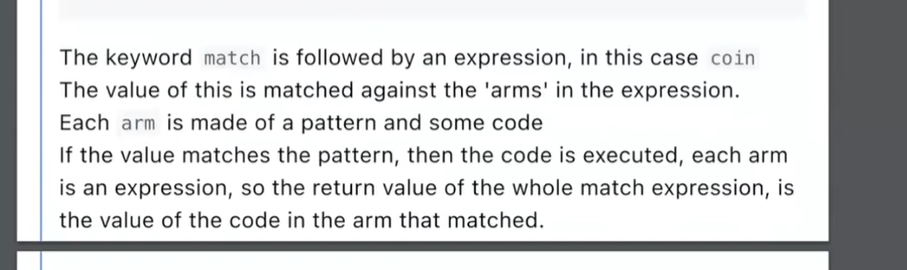 The keyword match is followed by an expression, in this case coin
The value of this is matched against the 'arms' in the expression.
Each arm is made of a pattern and some code
If the value matches the pattern, then the code is executed, each arm
is an expression, so the return value of the whole match expression, is
the value of the code in the arm that matched.